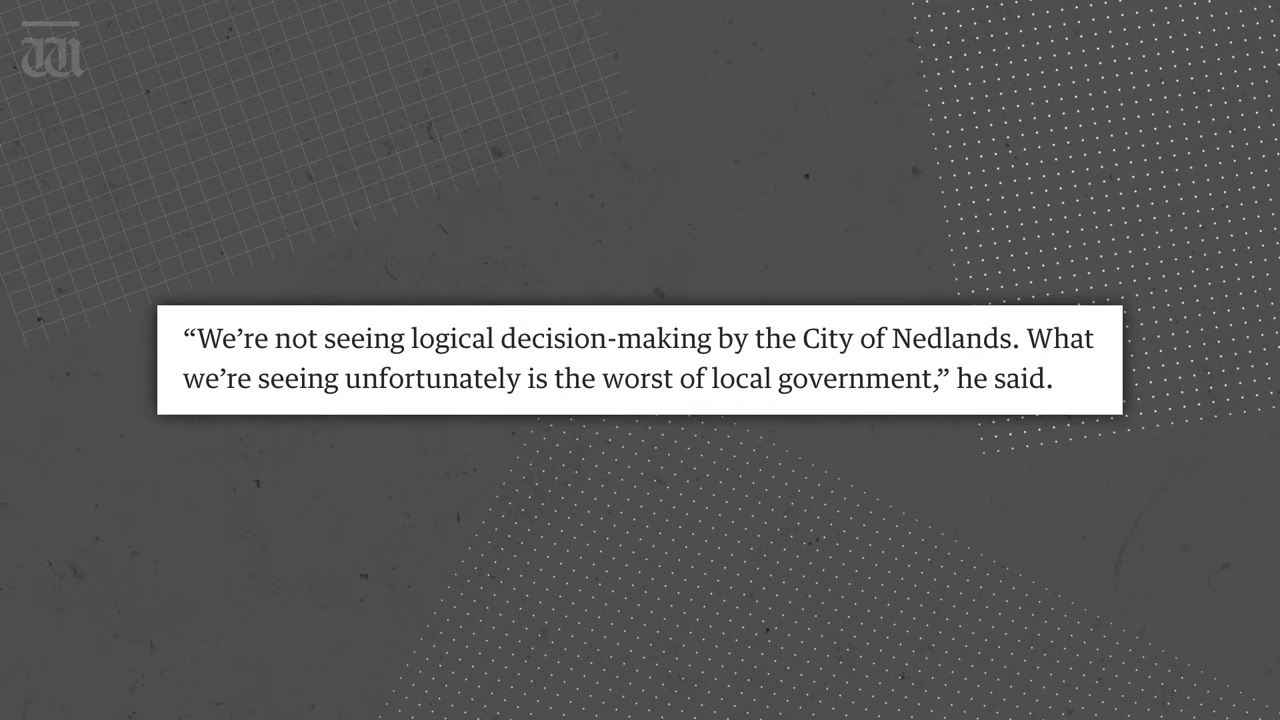 “We’re not seeing logical decision-making by the City of Nedlands. What
we’re seeing unfortunately is the worst of local government,” he said.